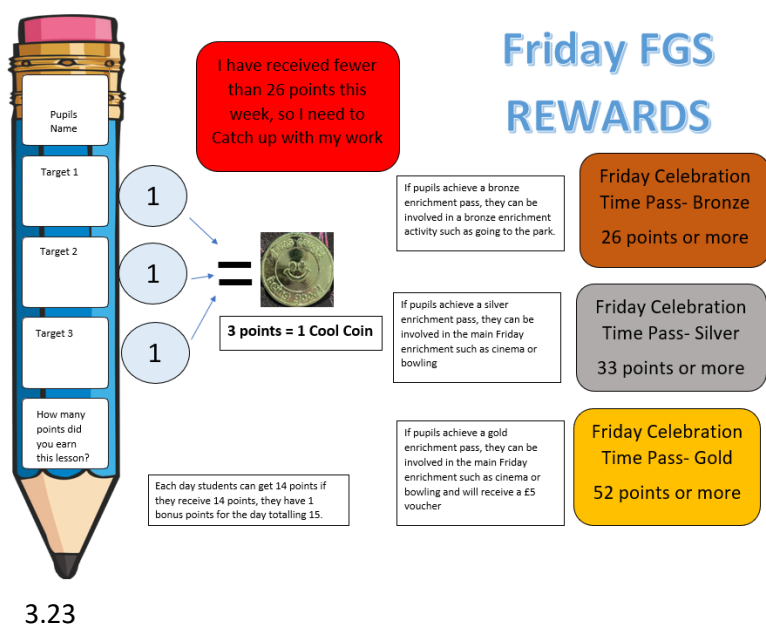 Friday FGS
REWARDS
I have received fewer
than 26 points this
week, so I need to
Catch up with my work
Pupils
Name
Target 1
1
Target 2
1
Target 3
1
=
3 points = 1 Cool Coin
How many
points did
you earn
this lesson?
Each day students can get 14 points if
they receive 14 points, they have 1
bonus points for the day totalling 15.
If pupils achieve a bronze
enrichment pass, they can be
involved in a bronze enrichment
activity such as going to the park.
Friday Celebration
Time Pass- Bronze
26 points or more
If pupils achieve a silver
enrichment pass, they can be
involved in the main Friday
enrichment such as cinema or
bowling
Friday Celebration
Time Pass- Silver
33 points or more
If pupils achieve a gold
enrichment pass, they can be
involved in the main Friday
enrichment such as cinema or
bowling and will receive a £5
voucher
Friday Celebration
Time Pass- Gold
52 points or more
3.23